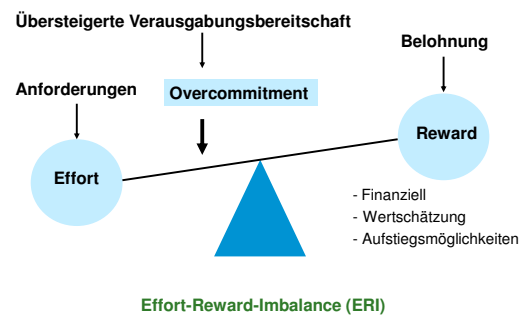 Übersteigerte Verausgabungsbereitschaft
Belohnung
Anforderungen
Overcommitment
Reward
Effort
- Finanziell
- Wertschätzung
- Aufstiegsmöglichkeiten
Effort-Reward-Imbalance (ERI)